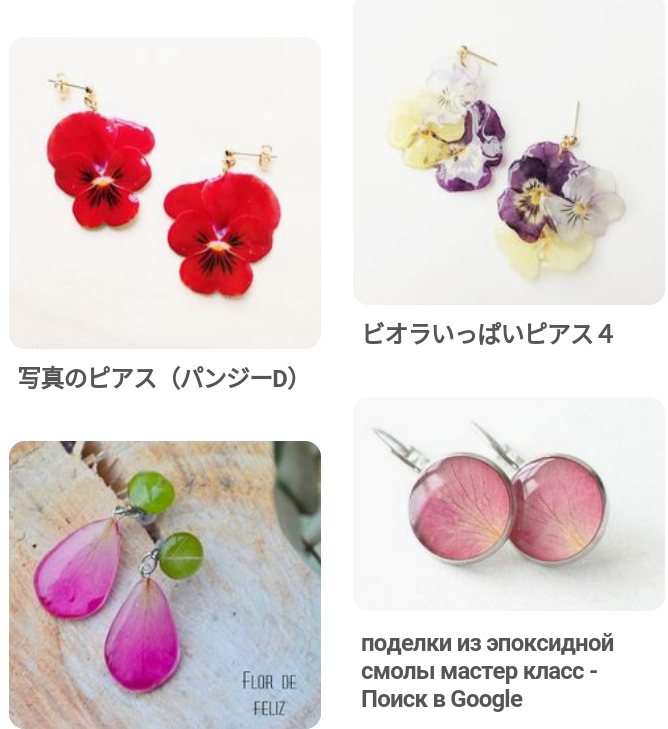 写真のピアス（パンジーD）
ビオラいっぱいピアス４
FLOR DE
FELIZ
поделки из эпоксидной
смолы мастер класс -
Поиск в Google